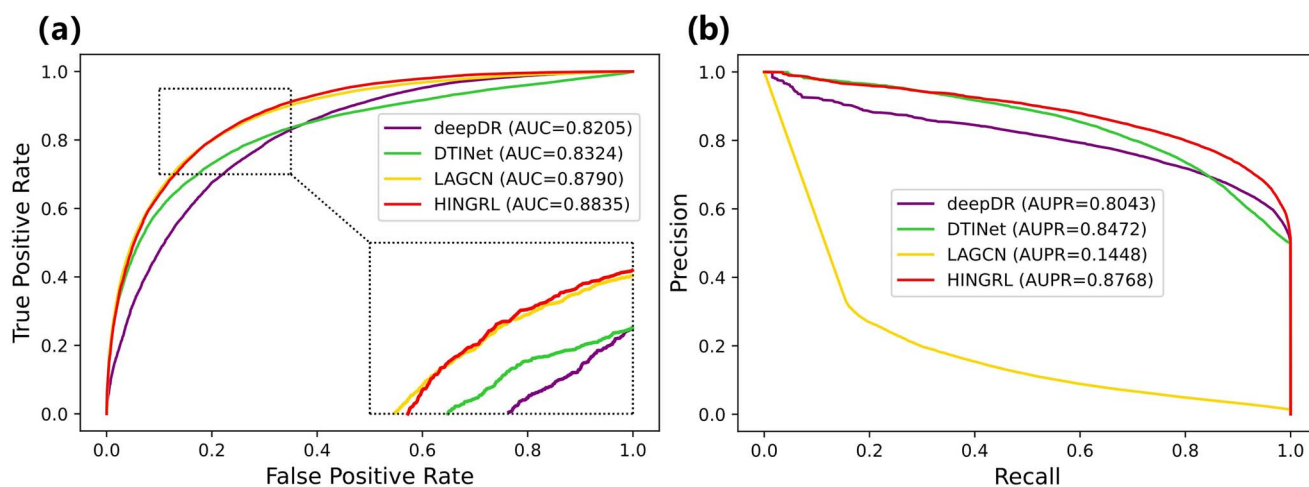 (a)
True Positive Rate
1.0
0.8
0.6
0.4
0.2
0.0
deepDR (AUC=0.8205)
DTINet (AUC=0.8324)
LAGCN (AUC=0.8790)
HINGRL (AUC=0.8835)
0.0 0.2 0.4 0.6 0.8 1.0
False Positive Rate
(b)
Precision
1.0
0.8
0.6
0.4
0.2
0.0
deepDR (AUPR=0.8043)
DTINet (AUPR=0.8472)
LAGCN (AUPR=0.1448)
HINGRL (AUPR=0.8768)
0.0 0.2 0.4 0.6 0.8 1.0
Recall